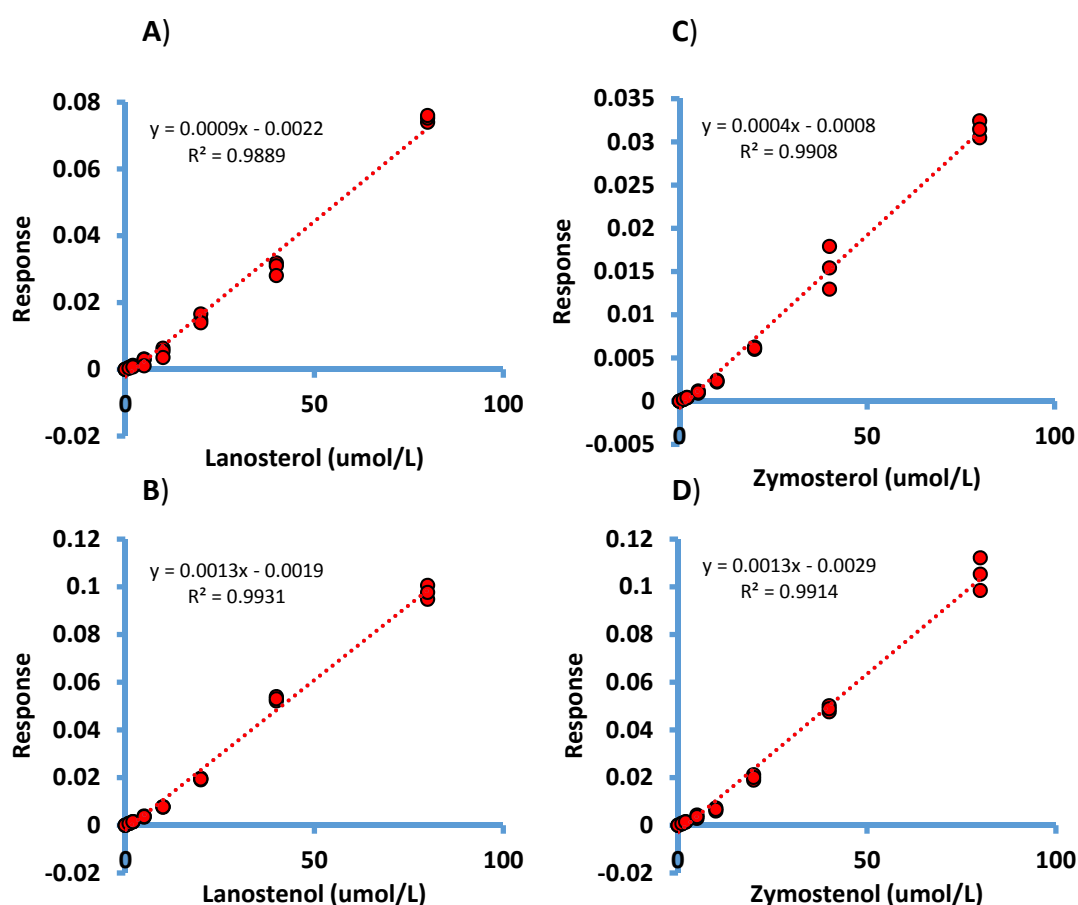 A)
0.08
0.06
0.04
0.02
0
-0.02
y = 0.0009x - 0.0022
R² = 0.9889
Response
0
50
100
Lanosterol (umol/L)
C)
0.035
0.03
0.025
0.02
0.015
0.01
0.005
0
-0.005
y = 0.0004x - 0.0008
R² = 0.9908
Response
0
50
100
Zymosterol (umol/L)
B)
0.12
0.1
0.08
0.06
0.04
0.02
0
-0.02
y = 0.0013x - 0.0019
R² = 0.9931
Response
0
50
100
Lanostenol (umol/L)
D)
0.12
0.1
0.08
0.06
0.04
0.02
0
-0.02
y = 0.0013x - 0.0029
R² = 0.9914
Response
0
50
100
Zymostenol (umol/L)